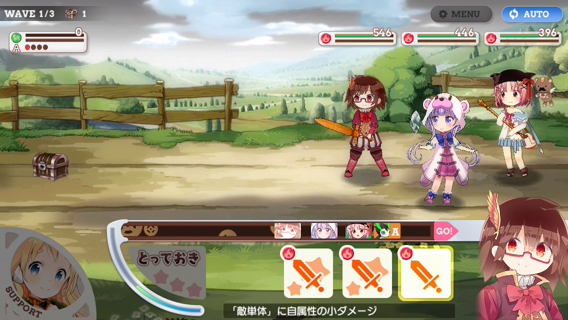 WAVE 1/3 1
MENU
AUTO
0
A
546
446
396
A
GO!
とっておき
SUPPORT
「敵単体」に自属性の小ダメージ